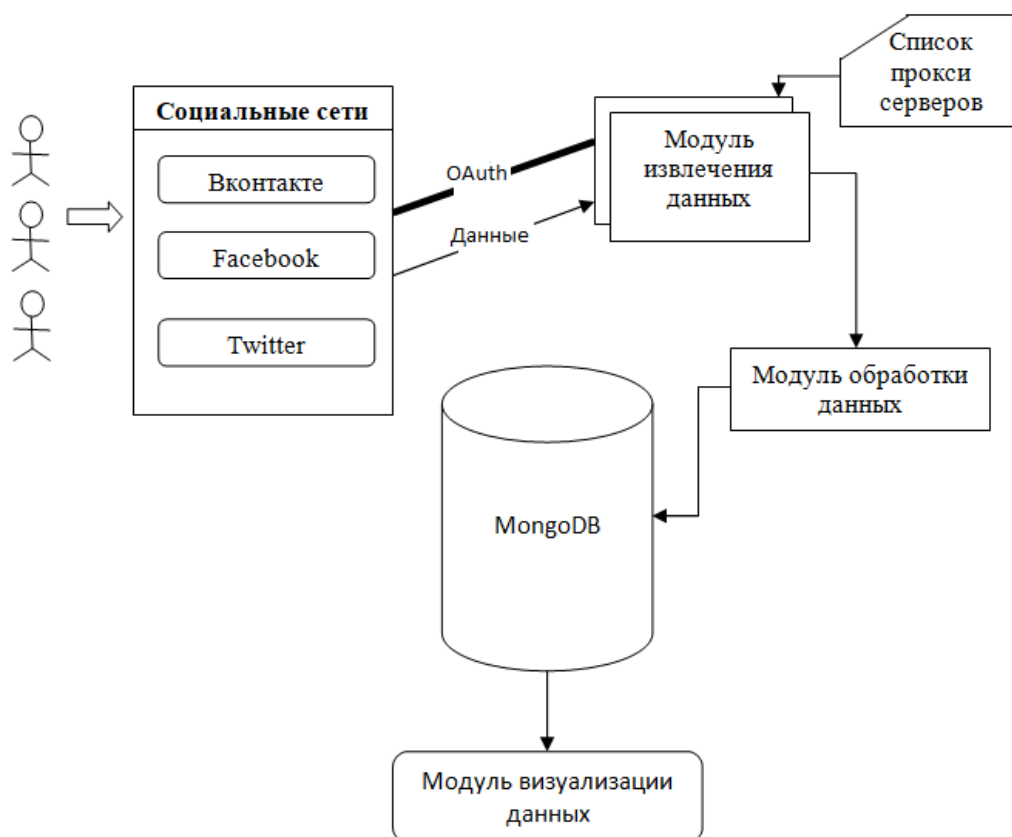 Список
прокси
серверов
Социальные сети
Вконтакте
Facebook
Twitter
OAuth
Данные
Модуль
извлечения
данных
Модуль обработки
данных
MongoDB
Модуль визуализации
данных